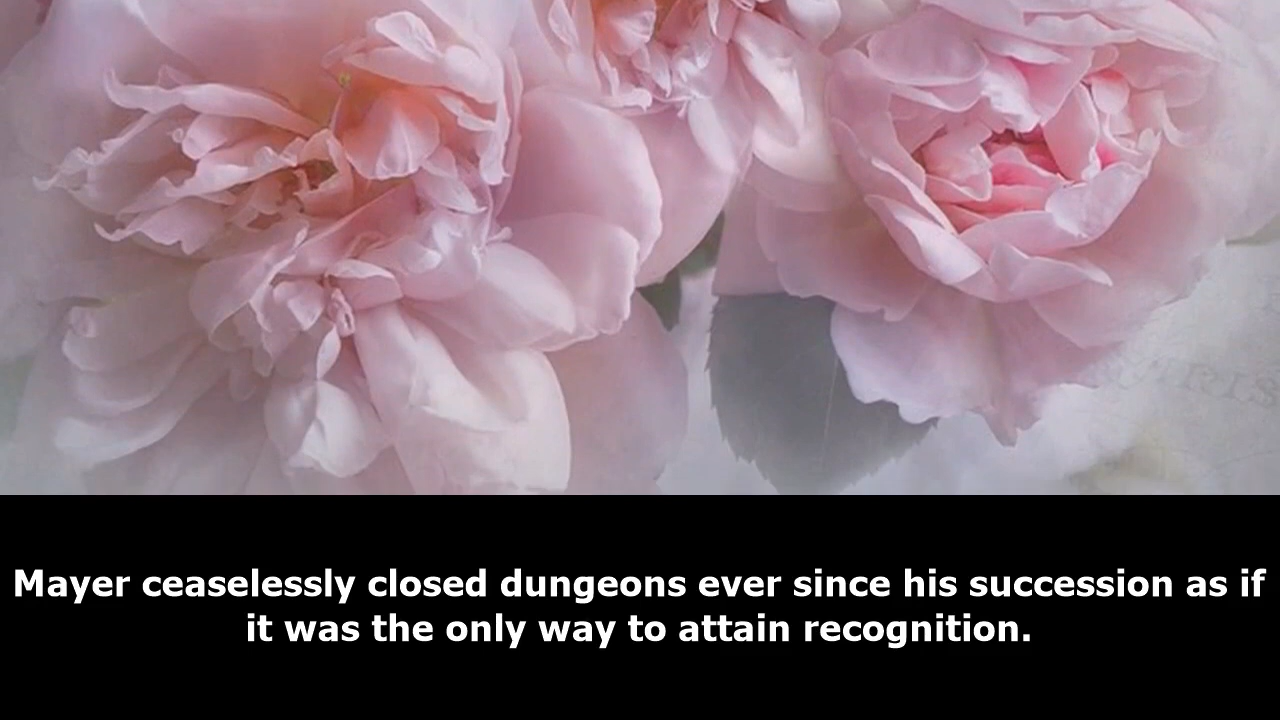 Mayer ceaselessly closed dungeons ever since his succession as if
it was the only way to attain recognition.